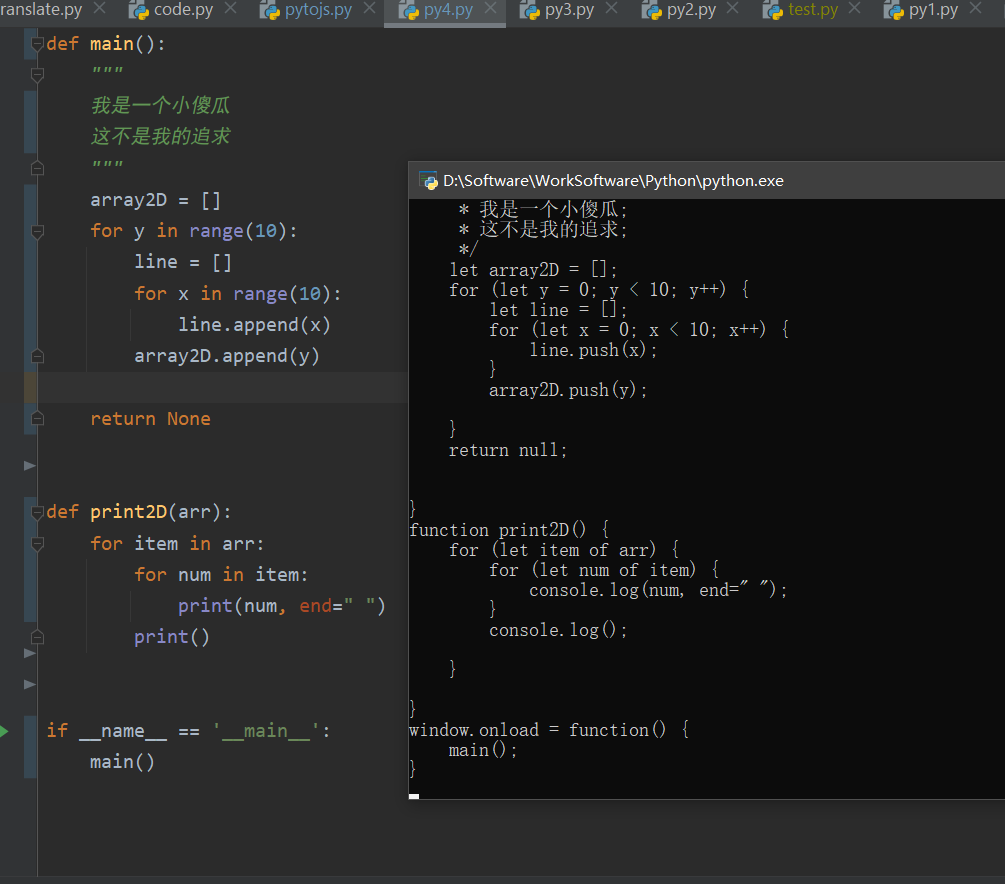 ranslate.py code.py pytojs.py py4.py py3.py py2.py test.py py1.py
def main():
"""
我是一个小傻瓜
这不是我的追求
"""
array2D = []
for y in range(10):
line = []
for x in range(10):
line.append(x)
array2D.append(y)
return None
def print2D(arr):
for item in arr:
for num in item:
print(num, end=" ")
print()
if __name__ == '__main__':
main()
D:\Software\WorkSoftware\Python\python.exe
* 我是一个小傻瓜;
* 这不是我的追求;
*/
let array2D = [];
for (let y = 0; y < 10; y++) {
let line = [];
for (let x = 0; x < 10; x++) {
line.push(x);
}
array2D.push(y);
}
return null;
}
function print2D() {
for (let item of arr) {
for (let num of item) {
console.log(num, end=" ");
}
console.log();
}
}
window.onload = function() {
main();
}